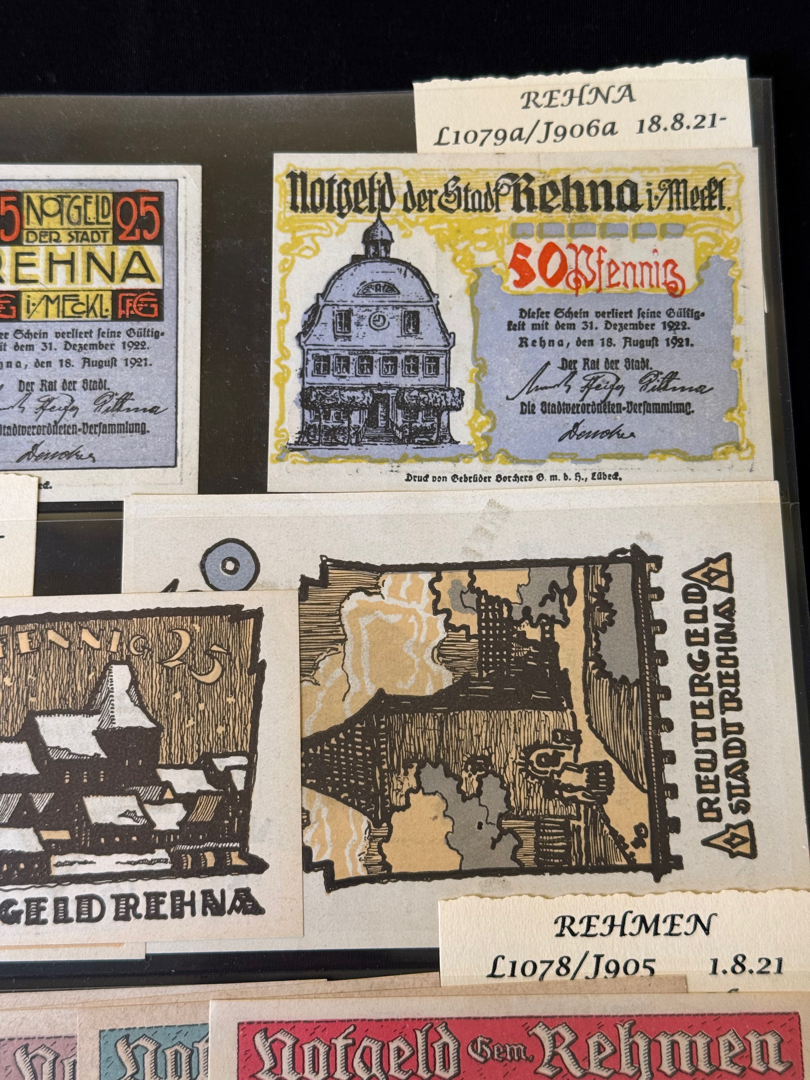 REHNA
L1079a/J906a 18.8.21-
25
NOTGELD
DER STADT
REHNA
i/MECKL.
Schein verliert seine Gültig-
mit dem 31. Dezember 1922.
den 18. August 1921.
Der Rat der Stadt.
Stadtverordneten-Versammlung.
Notgeld der Stadt Rehna i/Meckl.
50 Pfennig
Dieser Schein verliert seine Gültig-
keit mit dem 31. Dezember 1922.
Rehna, den 18. August 1921.
Der Rat der Stadt.
Die Stadtverordneten-Versammlung.
Druck von Gebrüder Borchers G. m. b. H., Lübeck.
25
GELD REHNA
REUTERGELD
STADT REHNA
REHMEN
L1078/J905 1.8.21
Notgeld Gem. Rehmen